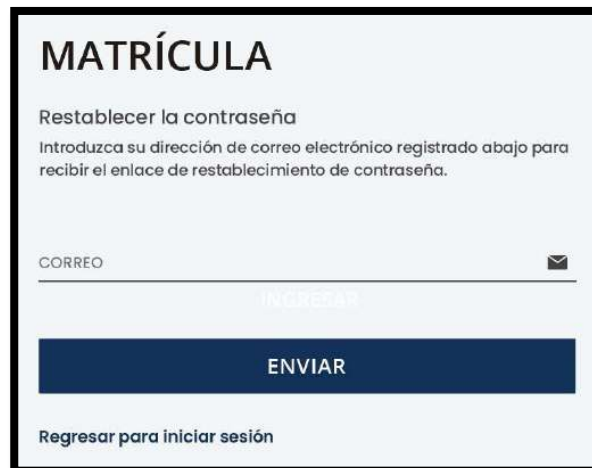 MATRÍCULA
Restablecer la contraseña
Introduzca su dirección de correo electrónico registrado abajo para
recibir el enlace de restablecimiento de contraseña.
CORREO
INGRESAR
ENVIAR
Regresar para iniciar sesión